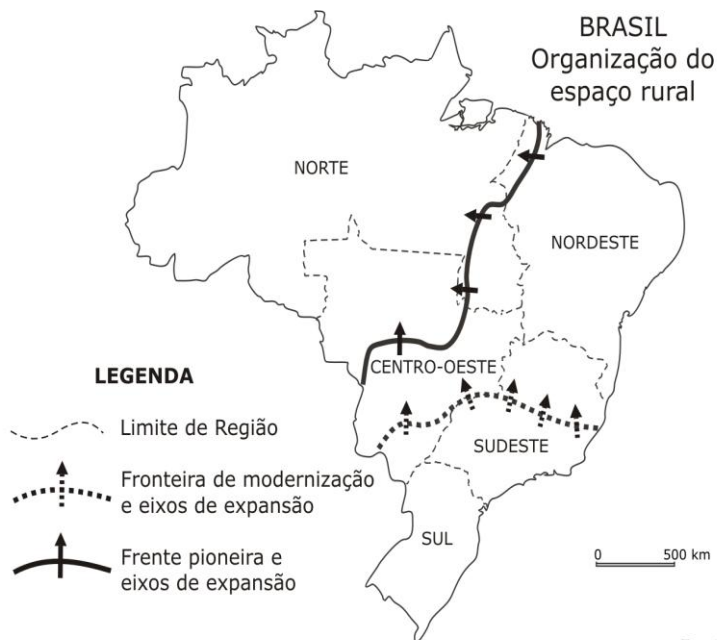 BRASIL
Organização do
espaço rural
NORTE
NORDESTE
CENTRO-OESTE
SUDESTE
SUL
LEGENDA
Limite de Região
Fronteira de modernização
e eixos de expansão
Frente pioneira e
eixos de expansão
0 500 km